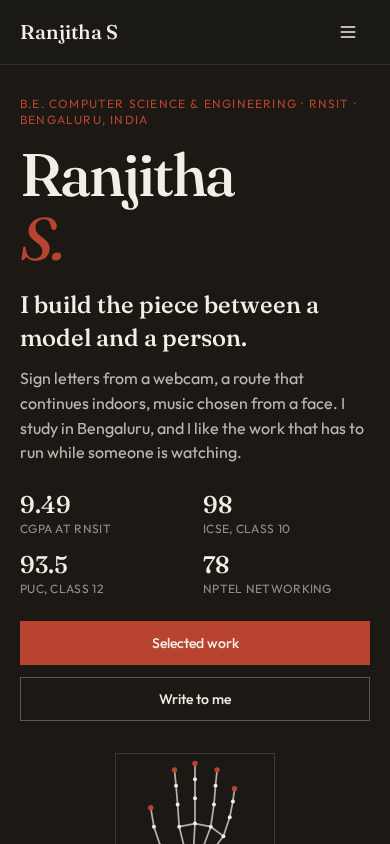 Ranjitha S
B.E. COMPUTER SCIENCE & ENGINEERING · RNSIT ·
BENGALURU, INDIA
Ranjitha
S.
I build the piece between a
model and a person.
Sign letters from a webcam, a route that
continues indoors, music chosen from a face. I
study in Bengaluru, and I like the work that has to
run while someone is watching.
9.49
CGPA AT RNSIT
98
ICSE, CLASS 10
93.5
PUC, CLASS 12
78
NPTEL NETWORKING
Selected work
Write to me